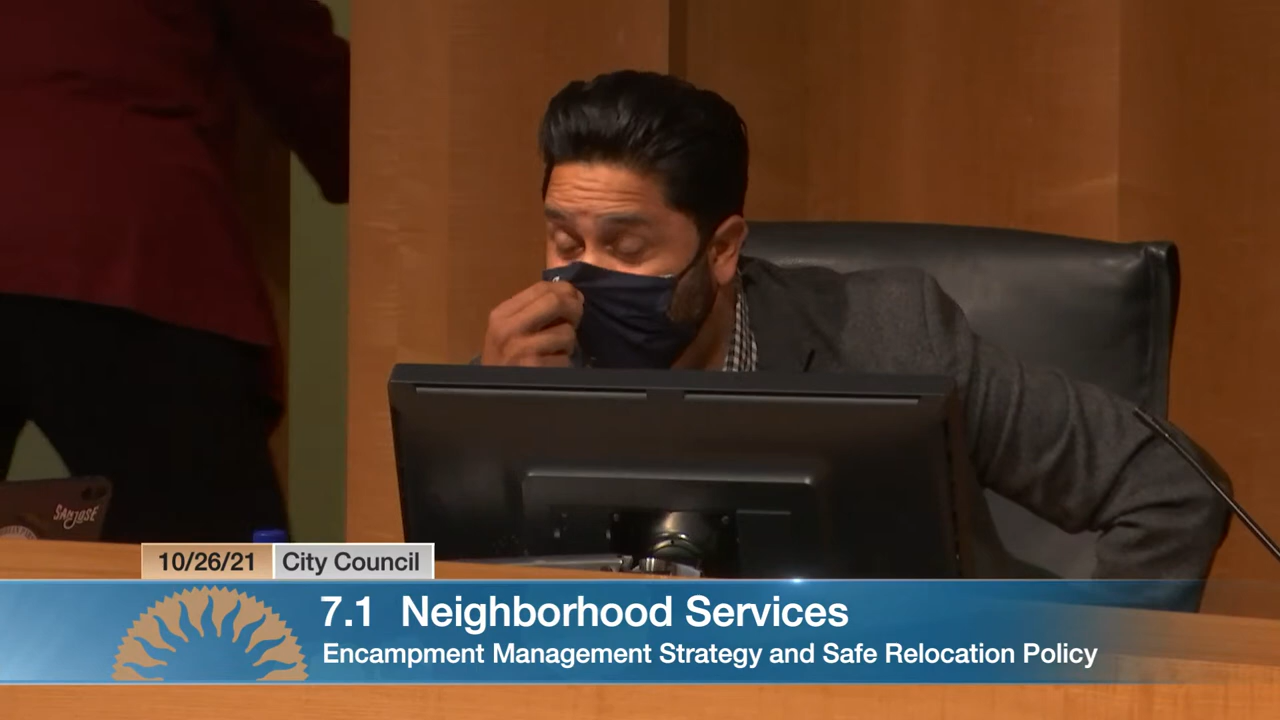 SAN JOSE
10/26/21 City Council
7.1 Neighborhood Services
Encampment Management Strategy and Safe Relocation Policy